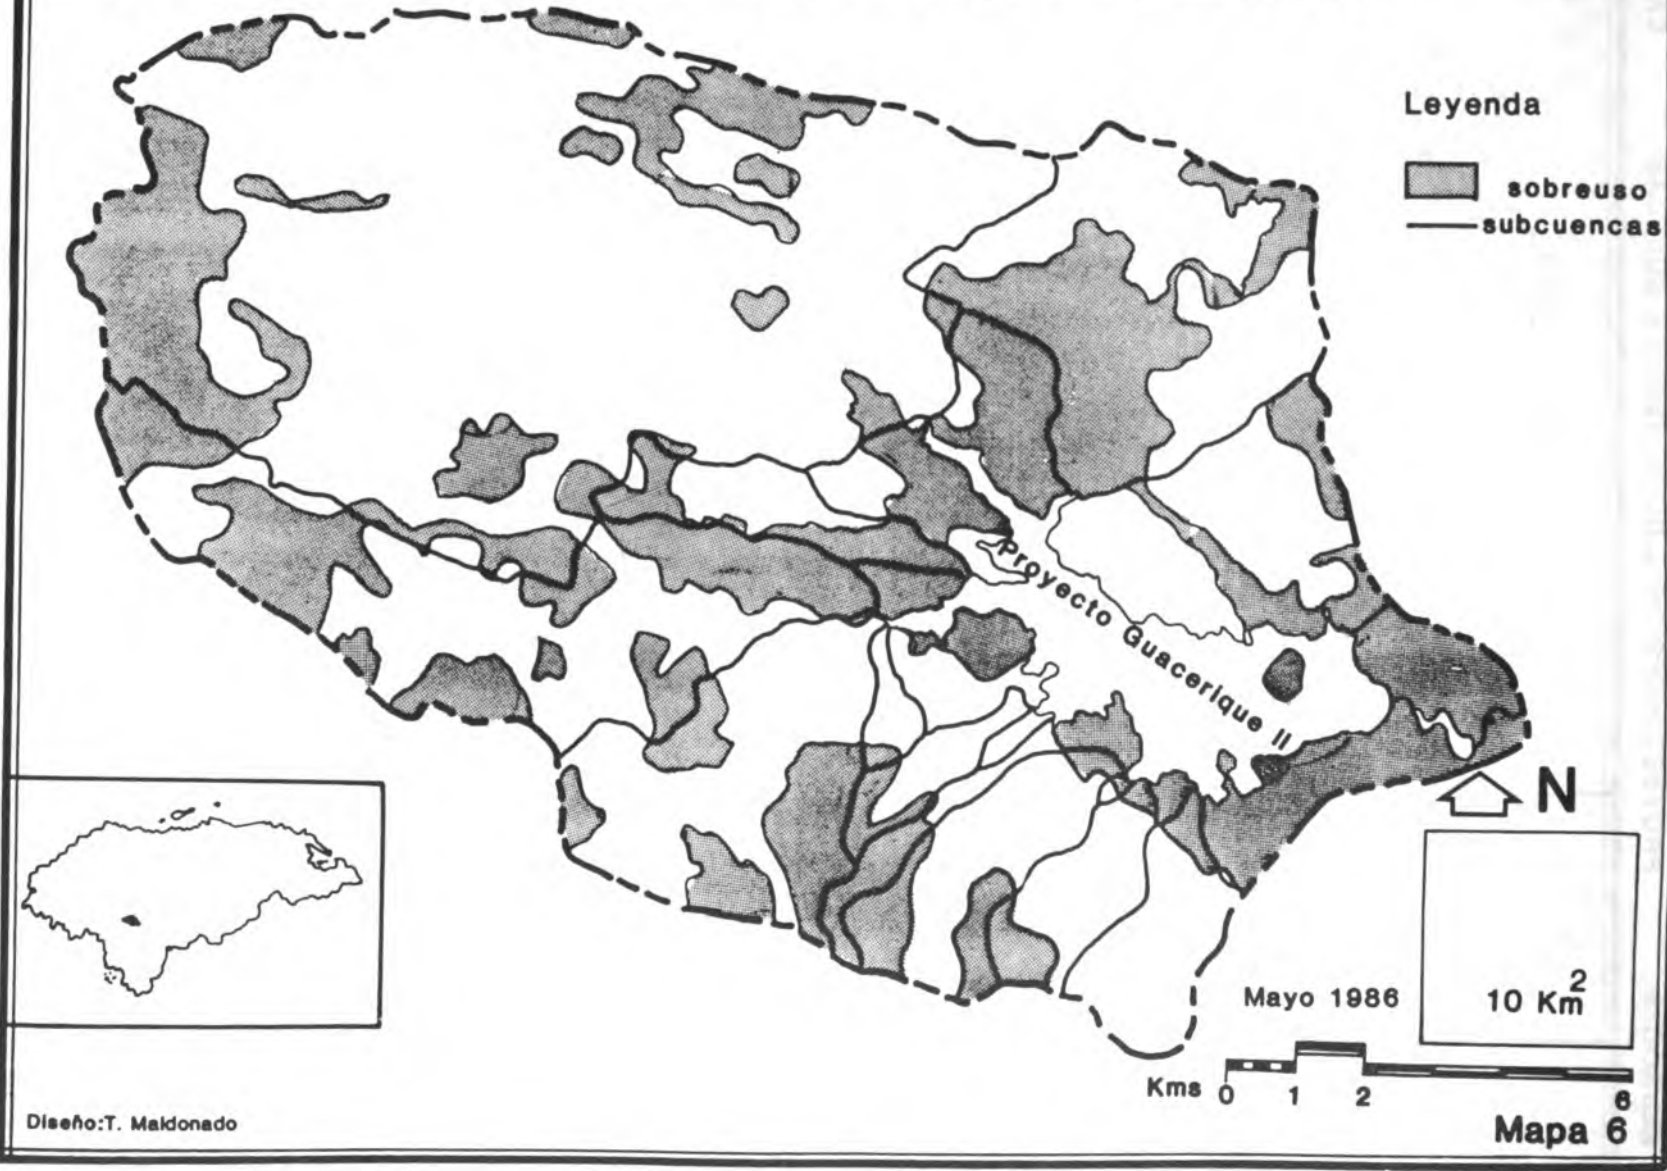 Leyenda
sobreuso
subcuencas
Proyecto Guacerique II
N
10 Km2
Mayo 1986
Kms 0 1 2 6
Diseño:T. Maldonado
Mapa 6